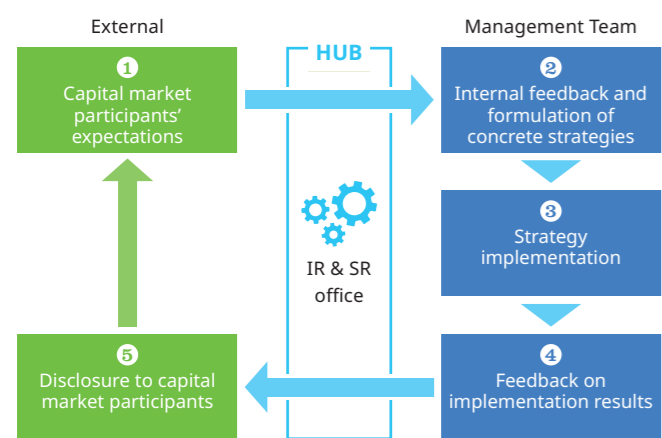 External
HUB
Management Team
1
Capital market
participants’
expectations
2
Internal feedback and
formulation of
concrete strategies
3
Strategy
implementation
IR & SR
office
5
Disclosure to capital
market participants
4
Feedback on
implementation results